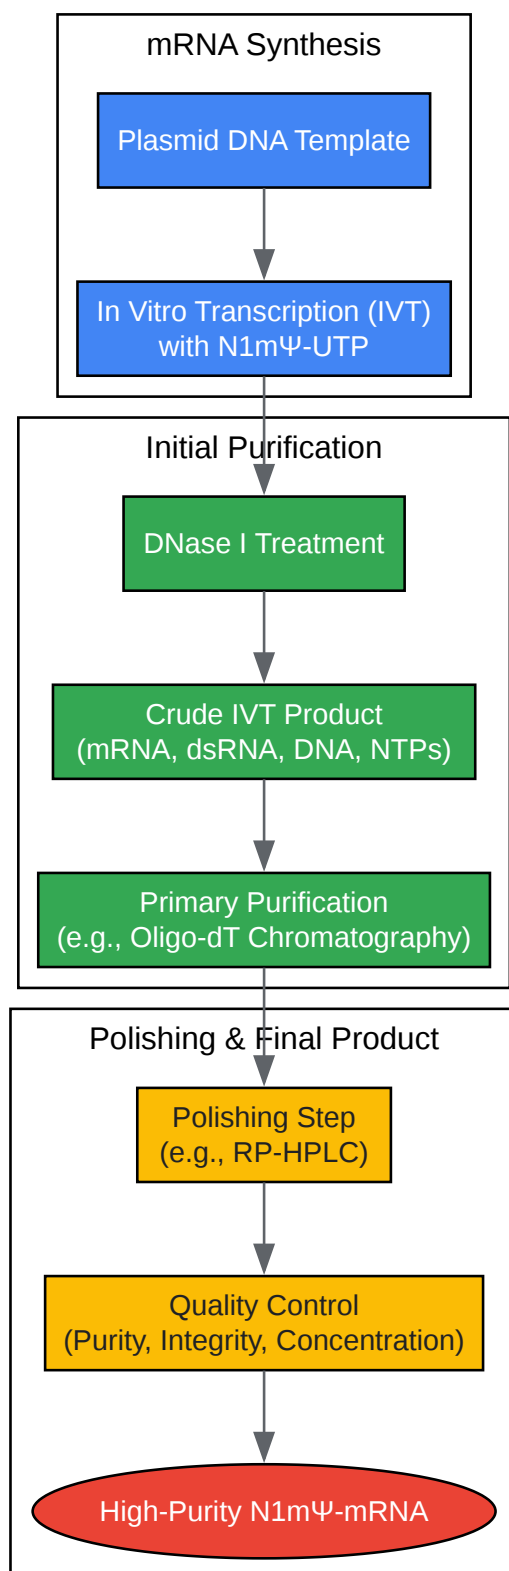 mRNA Synthesis
Plasmid DNA Template
In Vitro Transcription (IVT)
with N1mΨ-UTP
Initial Purification
DNase I Treatment
Crude IVT Product
(mRNA, dsRNA, DNA, NTPs)
Primary Purification
(e.g., Oligo-dT Chromatography)
Polishing & Final Product
Polishing Step
(e.g., RP-HPLC)
Quality Control
(Purity, Integrity, Concentration)
High-Purity N1mΨ-mRNA